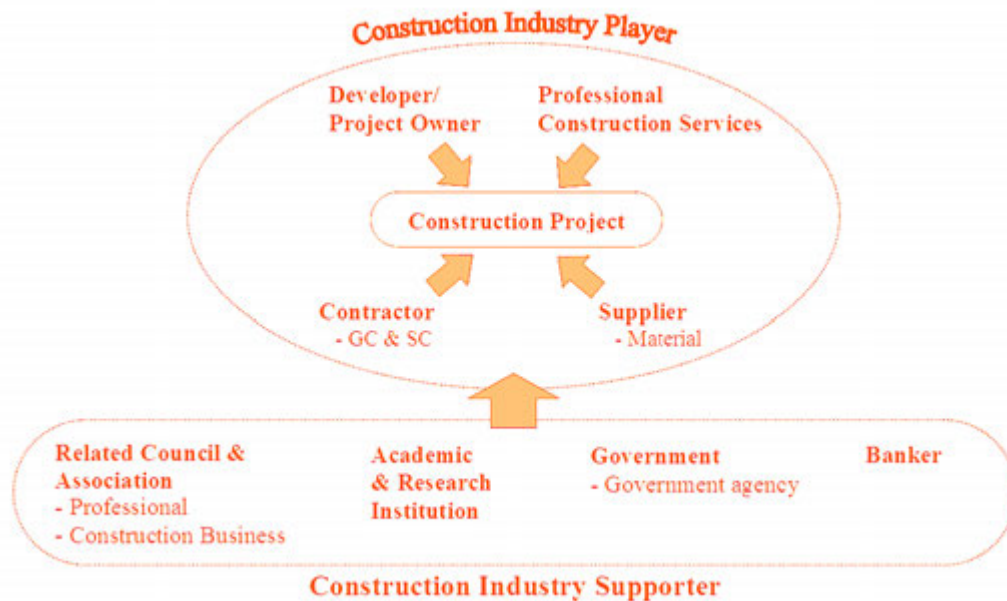 Construction Industry Player
Developer/
Project Owner
Professional
Construction Services
Construction Project
Contractor
- GC & SC
Supplier
- Material
Related Council &
Association
- Professional
- Construction Business
Academic
& Research
Institution
Government
- Government agency
Banker
Construction Industry Supporter